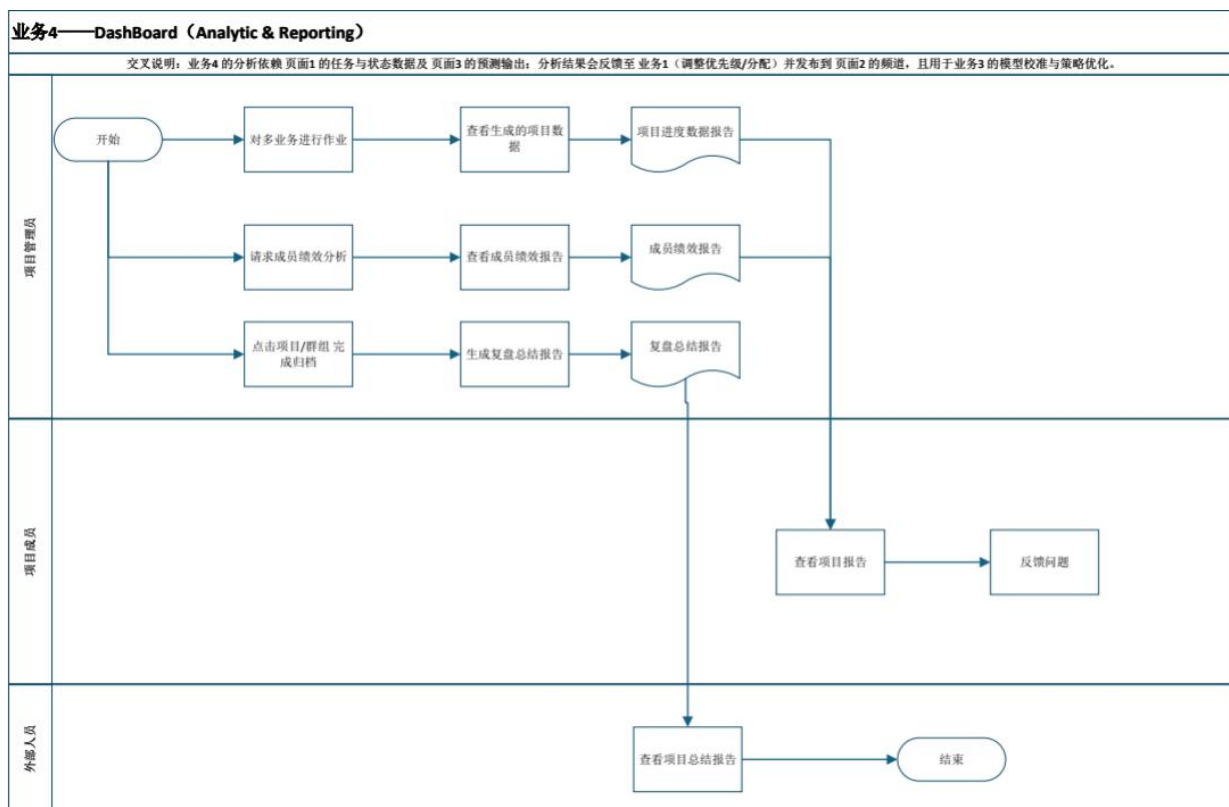 业务4——DashBoard（Analytic & Reporting）
交叉说明：业务4 的分析依赖 页面1 的任务与状态数据及 页面3 的预测输出；分析结果会反馈至 业务1（调整优先级/分配）并发布到 页面2 的频道，且用于业务3 的模型校准与策略优化。
项目管理员
开始
对多业务进行作业
查看生成的项目数
据
项目进度数据报告
请求成员绩效分析
查看成员绩效报告
成员绩效报告
点击项目/群组 完
成归档
生成复盘总结报告
复盘总结报告
项目成员
查看项目报告
反馈问题
外部人员
查看项目总结报告
结束